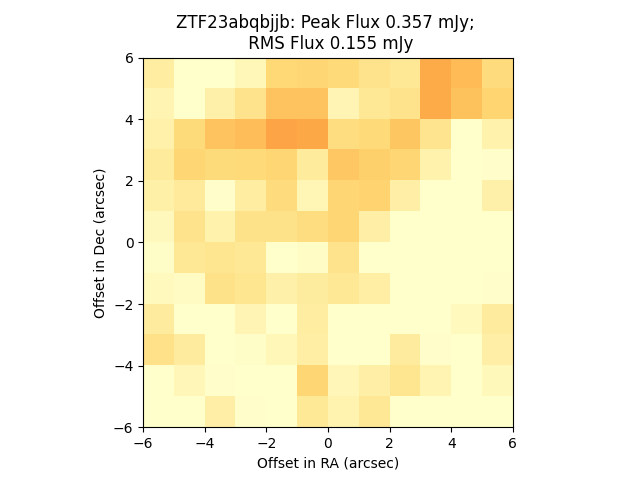 ZTF23abqbjjb: Peak Flux 0.357 mJy;
RMS Flux 0.155 mJy
6
4
2
0
−2
−4
−6
Offset in Dec (arcsec)
−6 −4 −2 0 2 4 6
Offset in RA (arcsec)